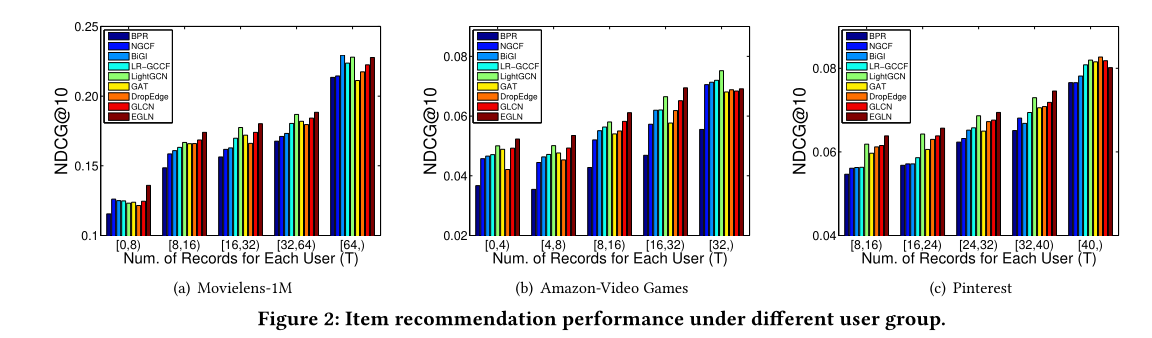 0.25
0.20
0.15
0.1
NDCG@10
BPR
NGCF
BiGI
LR-GCCF
LightGCN
GAT
DropEdge
GLCN
EGLN
[0,8) [8,16) [16,32) [32,64) [64,)
Num. of Records for Each User (T)
(a) Movielens-1M
0.08
0.06
0.04
0.02
NDCG@10
BPR
NGCF
BiGI
LR-GCCF
LightGCN
GAT
DropEdge
GLCN
EGLN
[0,4) [4,8) [8,16) [16,32) [32,)
Num. of Records for Each User (T)
(b) Amazon-Video Games
0.08
0.06
0.04
NDCG@10
BPR
NGCF
BiGI
LR-GCCF
LightGCN
GAT
DropEdge
GLCN
EGLN
[8,16) [16,24) [24,32) [32,40) [40,)
Num. of Records for Each User (T)
(c) Pinterest
Figure 2: Item recommendation performance under different user group.